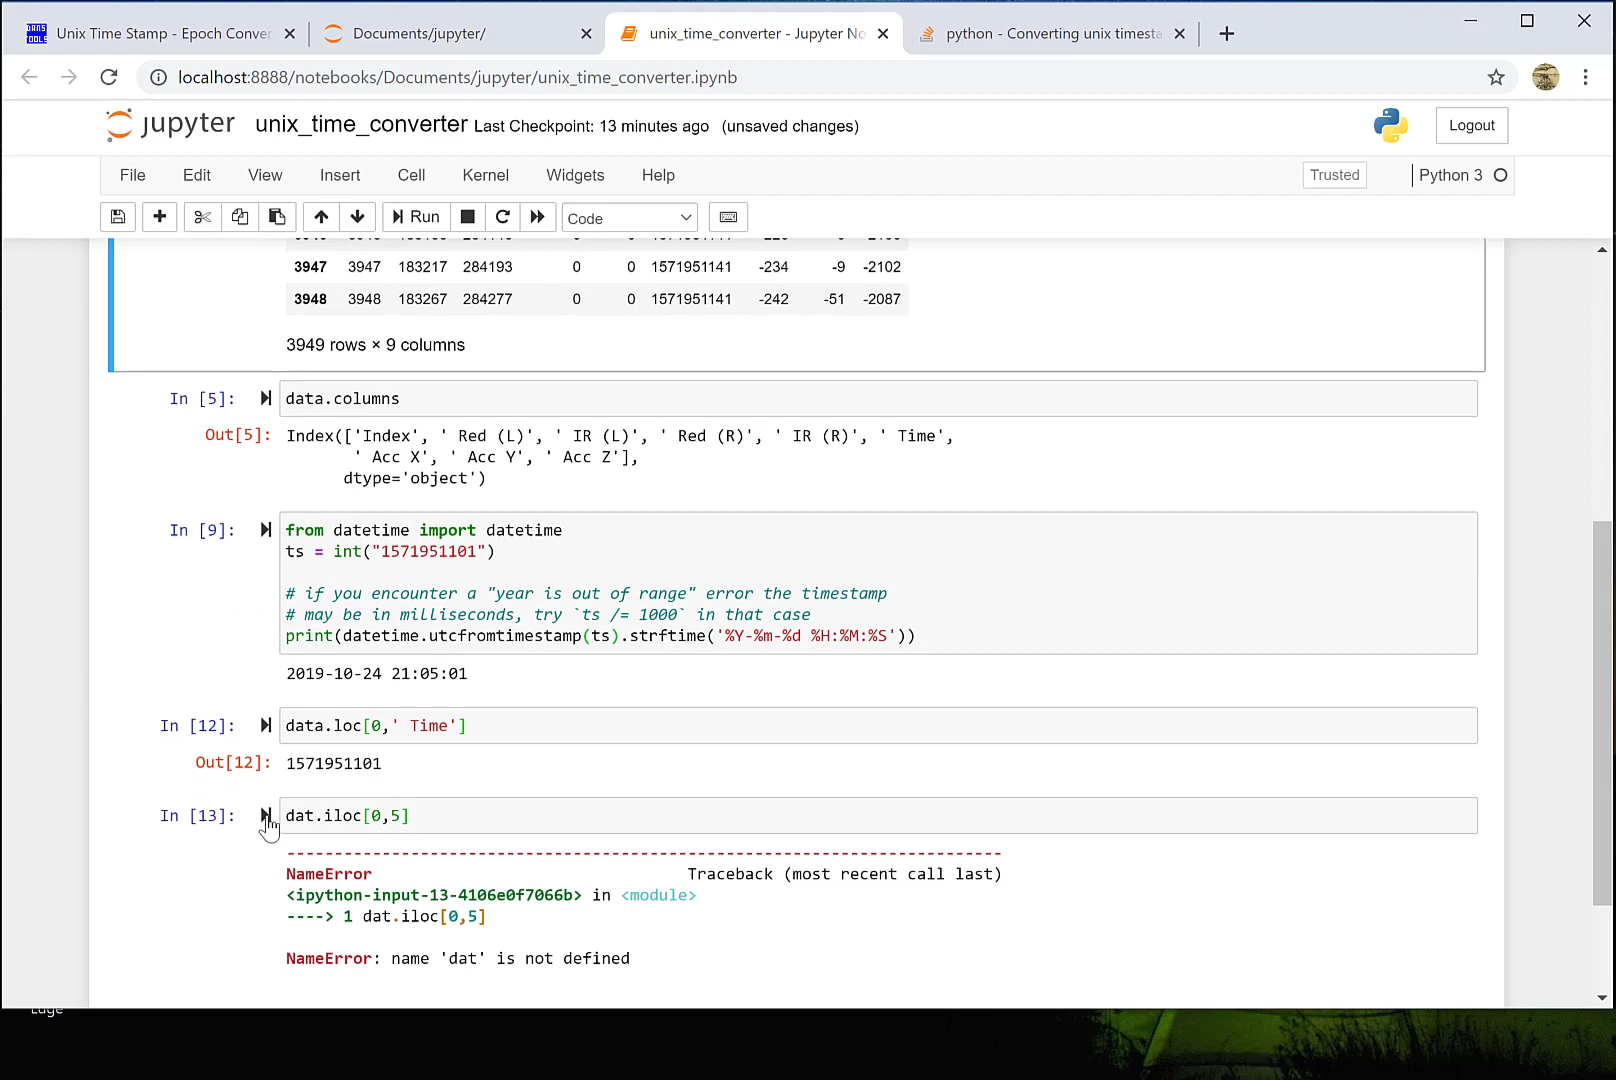 Unix Time Stamp - Epoch Conver
Documents/jupyter/
unix_time_converter - Jupyter No
python - Converting unix timesta
localhost:8888/notebooks/Documents/jupyter/unix_time_converter.ipynb
jupyter unix_time_converter Last Checkpoint: 13 minutes ago (unsaved changes)
Logout
File Edit View Insert Cell Kernel Widgets Help
Trusted
Python 3
Run
Code
3947 3947 183217 284193 0 0 1571951141 -234 -9 -2102
3948 3948 183267 284277 0 0 1571951141 -242 -51 -2087
3949 rows × 9 columns
In [5]: data.columns
Out[5]: Index(['Index', ' Red (L)', ' IR (L)', ' Red (R)', ' IR (R)', ' Time',
' Acc X', ' Acc Y', ' Acc Z'],
dtype='object')
In [9]: from datetime import datetime
ts = int("1571951101")
# if you encounter a "year is out of range" error the timestamp
# may be in milliseconds, try `ts /= 1000` in that case
print(datetime.utcfromtimestamp(ts).strftime('%Y-%m-%d %H:%M:%S'))
2019-10-24 21:05:01
In [12]: data.loc[0,' Time']
Out[12]: 1571951101
In [13]: dat.iloc[0,5]
---------------------------------------------------------------------------
NameError Traceback (most recent call last)
<ipython-input-13-4106e0f7066b> in <module>
----> 1 dat.iloc[0,5]
NameError: name 'dat' is not defined
Edge